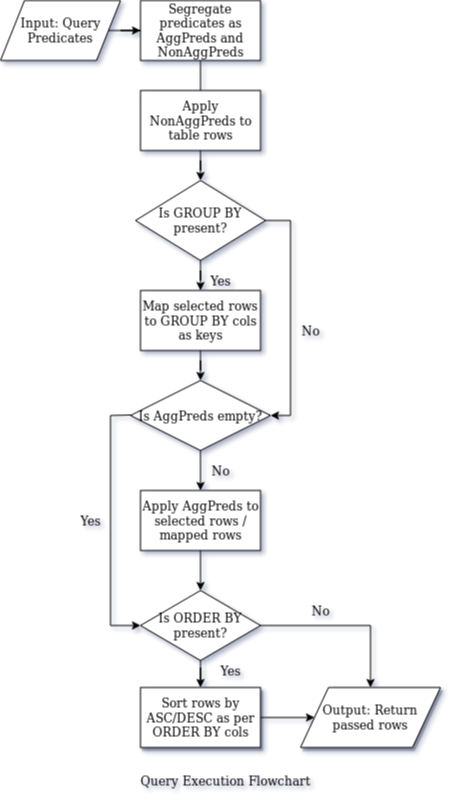 Input: Query
Predicates
Segregate
predicates as
AggPreds and
NonAggPreds
Apply
NonAggPreds to
table rows
Is GROUP BY
present?
Yes
Map selected rows
to GROUP BY cols
as keys
No
Is AggPreds empty?
No
Apply AggPreds to
selected rows /
mapped rows
Yes
Is ORDER BY
present?
No
Yes
Sort rows by
ASC/DESC as per
ORDER BY cols
Output: Return
passed rows
Query Execution Flowchart